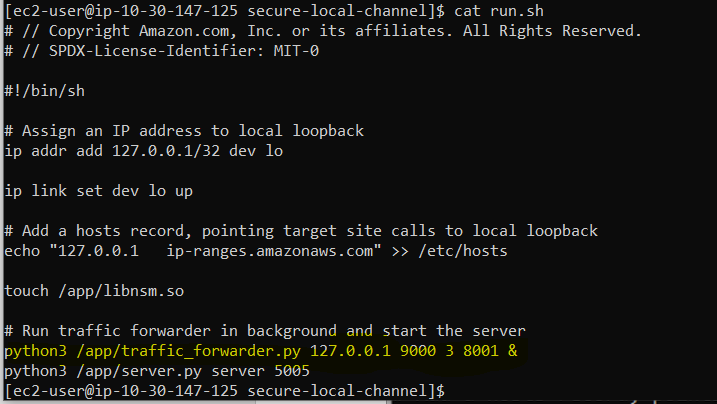 [ec2-user@ip-10-30-147-125 secure-local-channel]$ cat run.sh
# // Copyright Amazon.com, Inc. or its affiliates. All Rights Reserved.
# // SPDX-License-Identifier: MIT-0
#!/bin/sh
# Assign an IP address to local loopback
ip addr add 127.0.0.1/32 dev lo
ip link set dev lo up
# Add a hosts record, pointing target site calls to local loopback
echo "127.0.0.1   ip-ranges.amazonaws.com" >> /etc/hosts
touch /app/libnsm.so
# Run traffic forwarder in background and start the server
python3 /app/traffic_forwarder.py 127.0.0.1 9000 3 8001 &
python3 /app/server.py server 5005
[ec2-user@ip-10-30-147-125 secure-local-channel]$